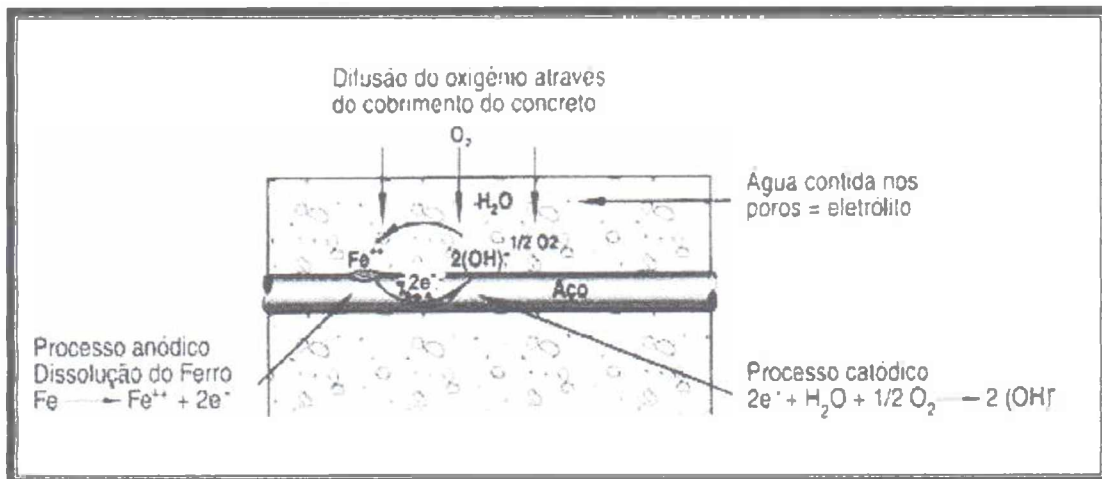 Difusão do oxigênio através
do cobrimento do concreto
O₂
H₂O
Água contida nos
poros = eletrólito
1/2 O2
Fe⁺⁺
2(OH)⁻
2e⁻
Aço
Processo anódico
Dissolução do Ferro
Fe → Fe⁺⁺ + 2e⁻
Processo catódico
2e⁻ + H₂O + 1/2 O₂ → 2 (OH)⁻